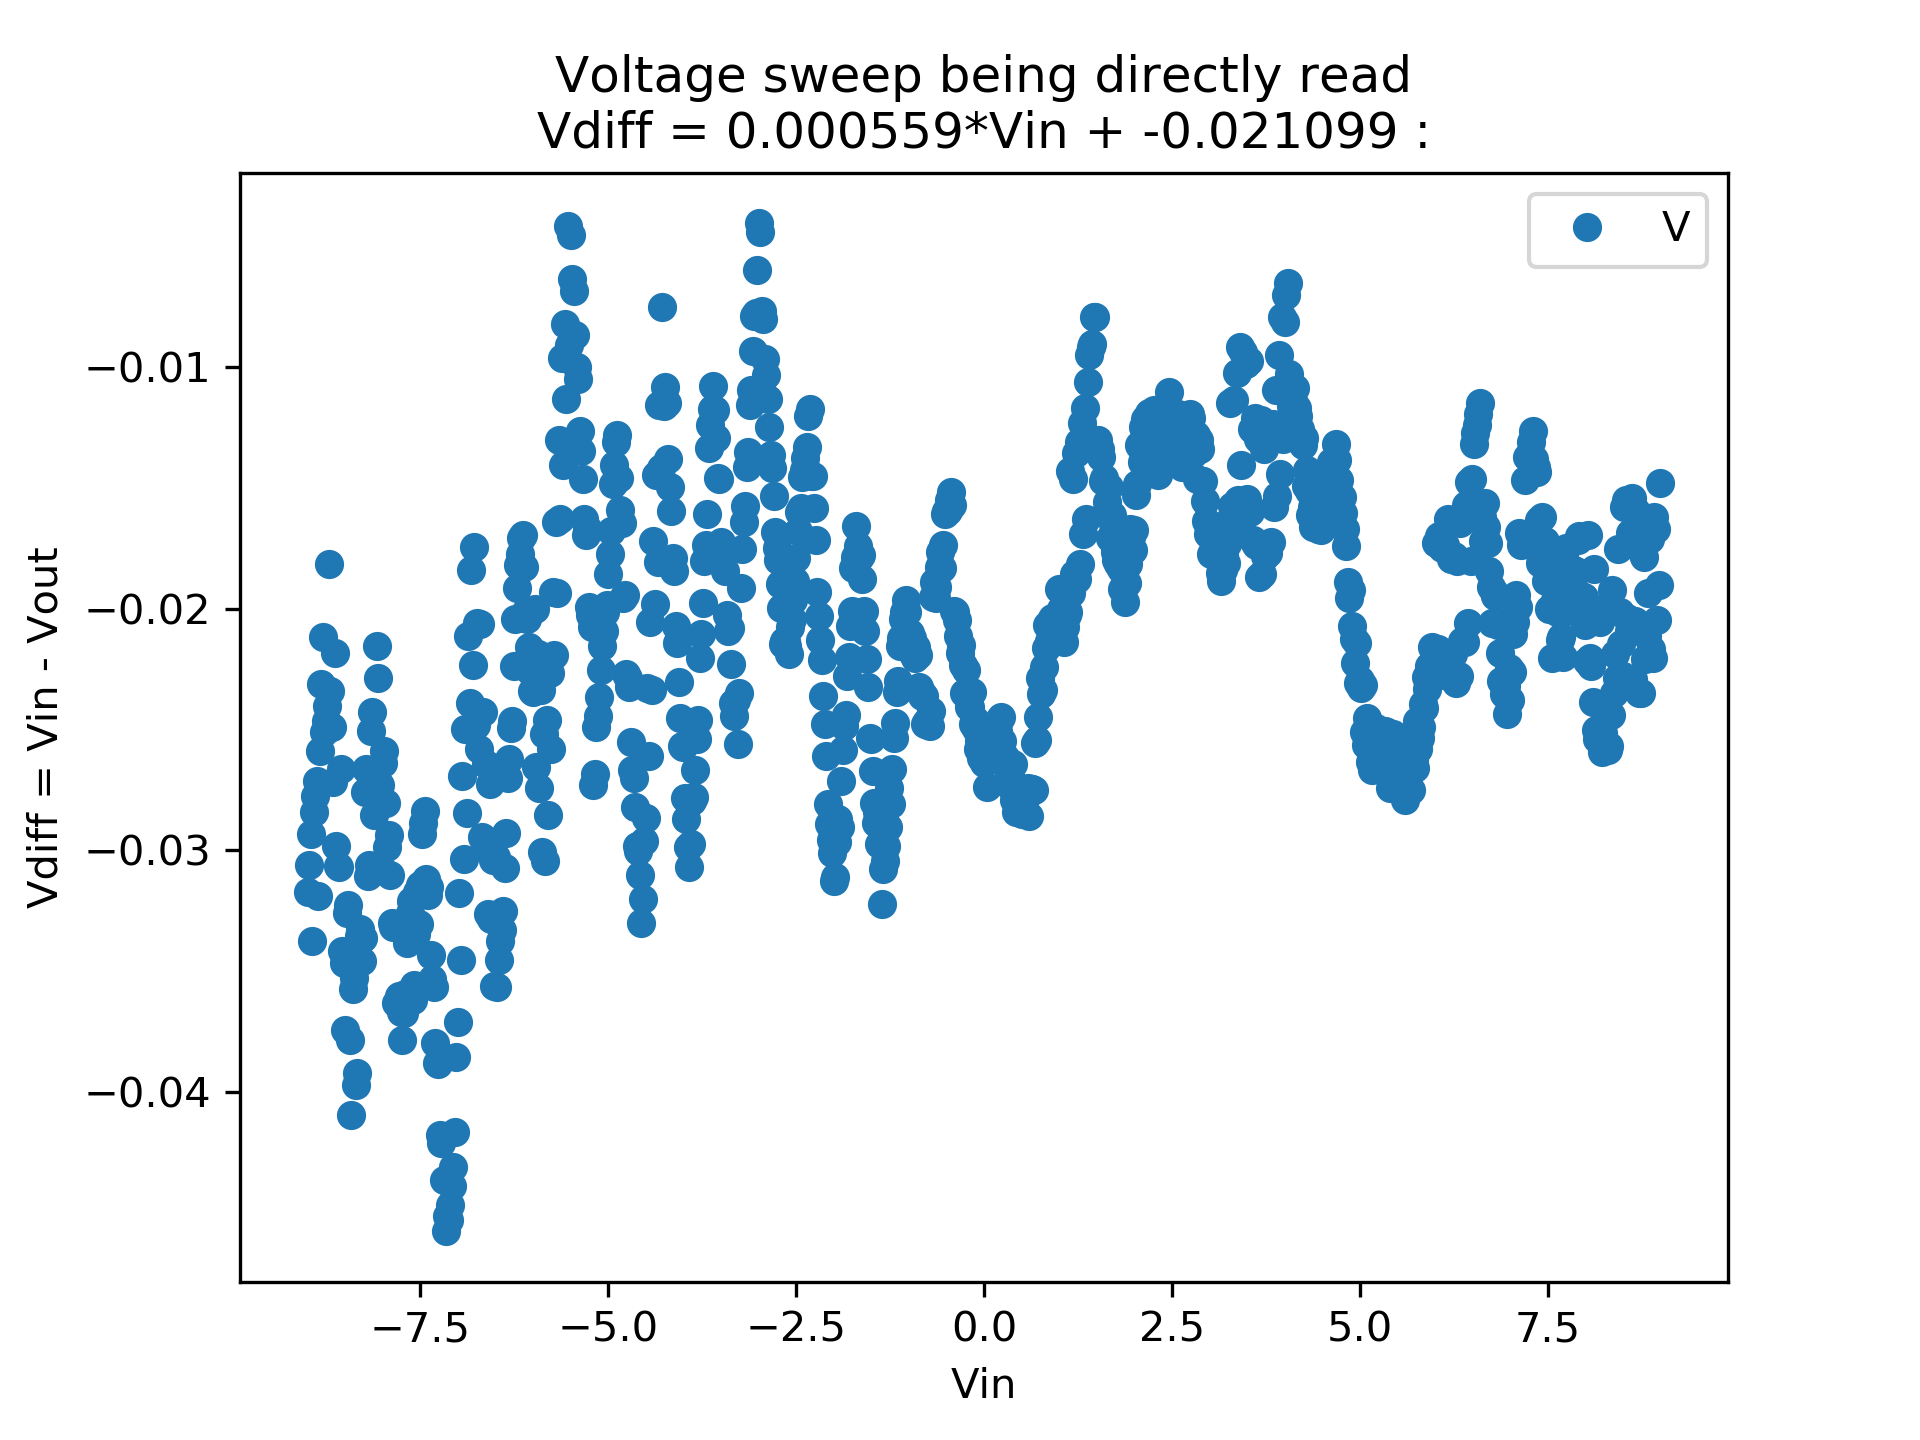 Voltage sweep being directly read
Vdiff = 0.000559*Vin + -0.021099 :
V
Vdiff = Vin - Vout
−0.01
−0.02
−0.03
−0.04
−7.5
−5.0
−2.5
0.0
2.5
5.0
7.5
Vin